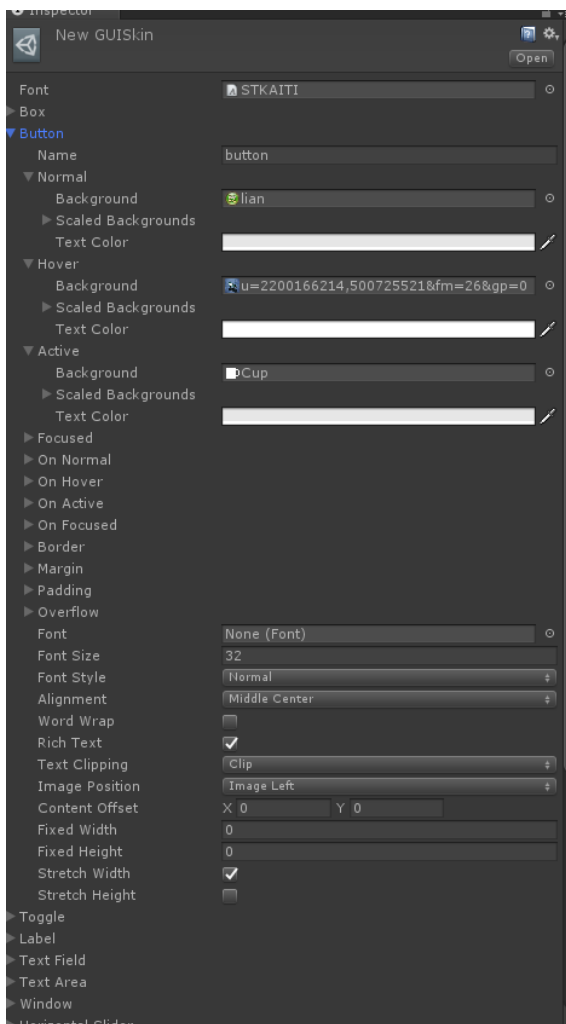 Inspector
New GUISkin
Open
Font STKAITI
Box
Button
Name button
Normal
Background lian
Scaled Backgrounds
Text Color
Hover
Background u=2200166214,500725521&fm=26&gp=0
Scaled Backgrounds
Text Color
Active
Background Cup
Scaled Backgrounds
Text Color
Focused
On Normal
On Hover
On Active
On Focused
Border
Margin
Padding
Overflow
Font None (Font)
Font Size 32
Font Style Normal
Alignment Middle Center
Word Wrap
Rich Text
Text Clipping Clip
Image Position Image Left
Content Offset X 0 Y 0
Fixed Width 0
Fixed Height 0
Stretch Width
Stretch Height
Toggle
Label
Text Field
Text Area
Window
Horizontal Slider